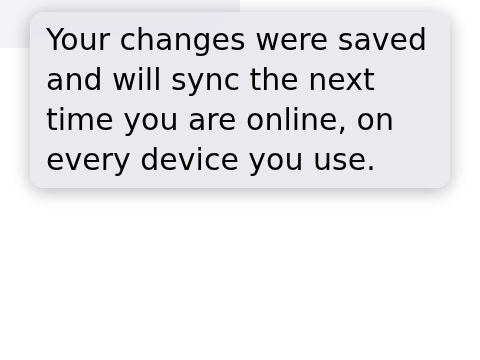 Your changes were saved
and will sync the next
time you are online, on
every device you use.